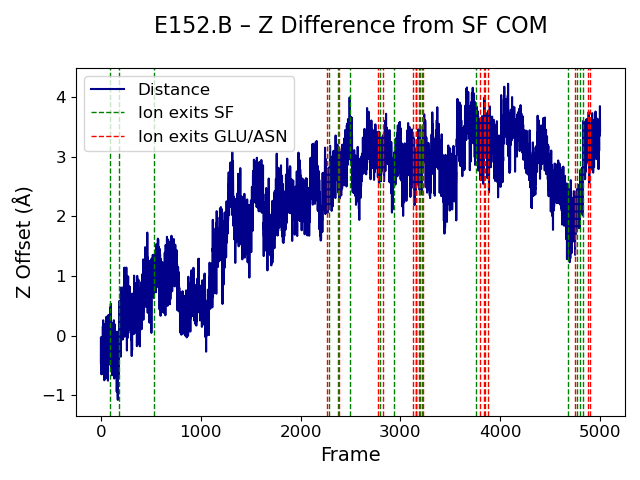 E152.B – Z Difference from SF COM
Distance
Ion exits SF
Ion exits GLU/ASN
Z Offset (Å)
4
3
2
1
0
−1
0 1000 2000 3000 4000 5000
Frame